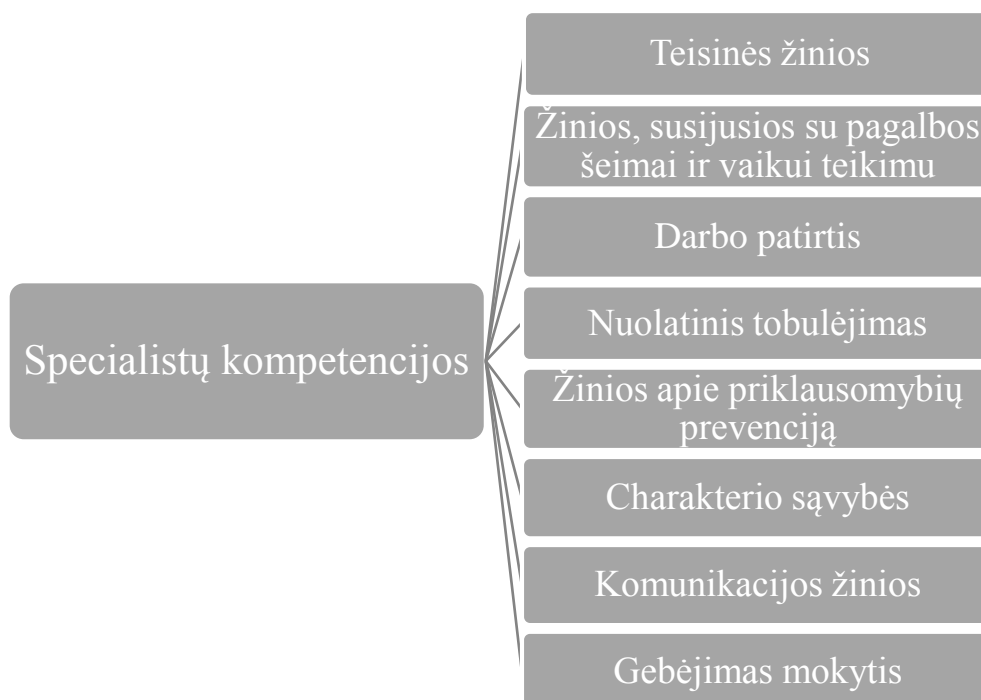 Teisinės žinios
Žinios, susijusios su pagalbos
šeimai ir vaikui teikimu
Darbo patirtis
Nuolatinis tobulėjimas
Specialistų kompetencijos
Žinios apie priklausomybių
prevenciją
Charakterio sąvybės
Komunikacijos žinios
Gebėjimas mokytis